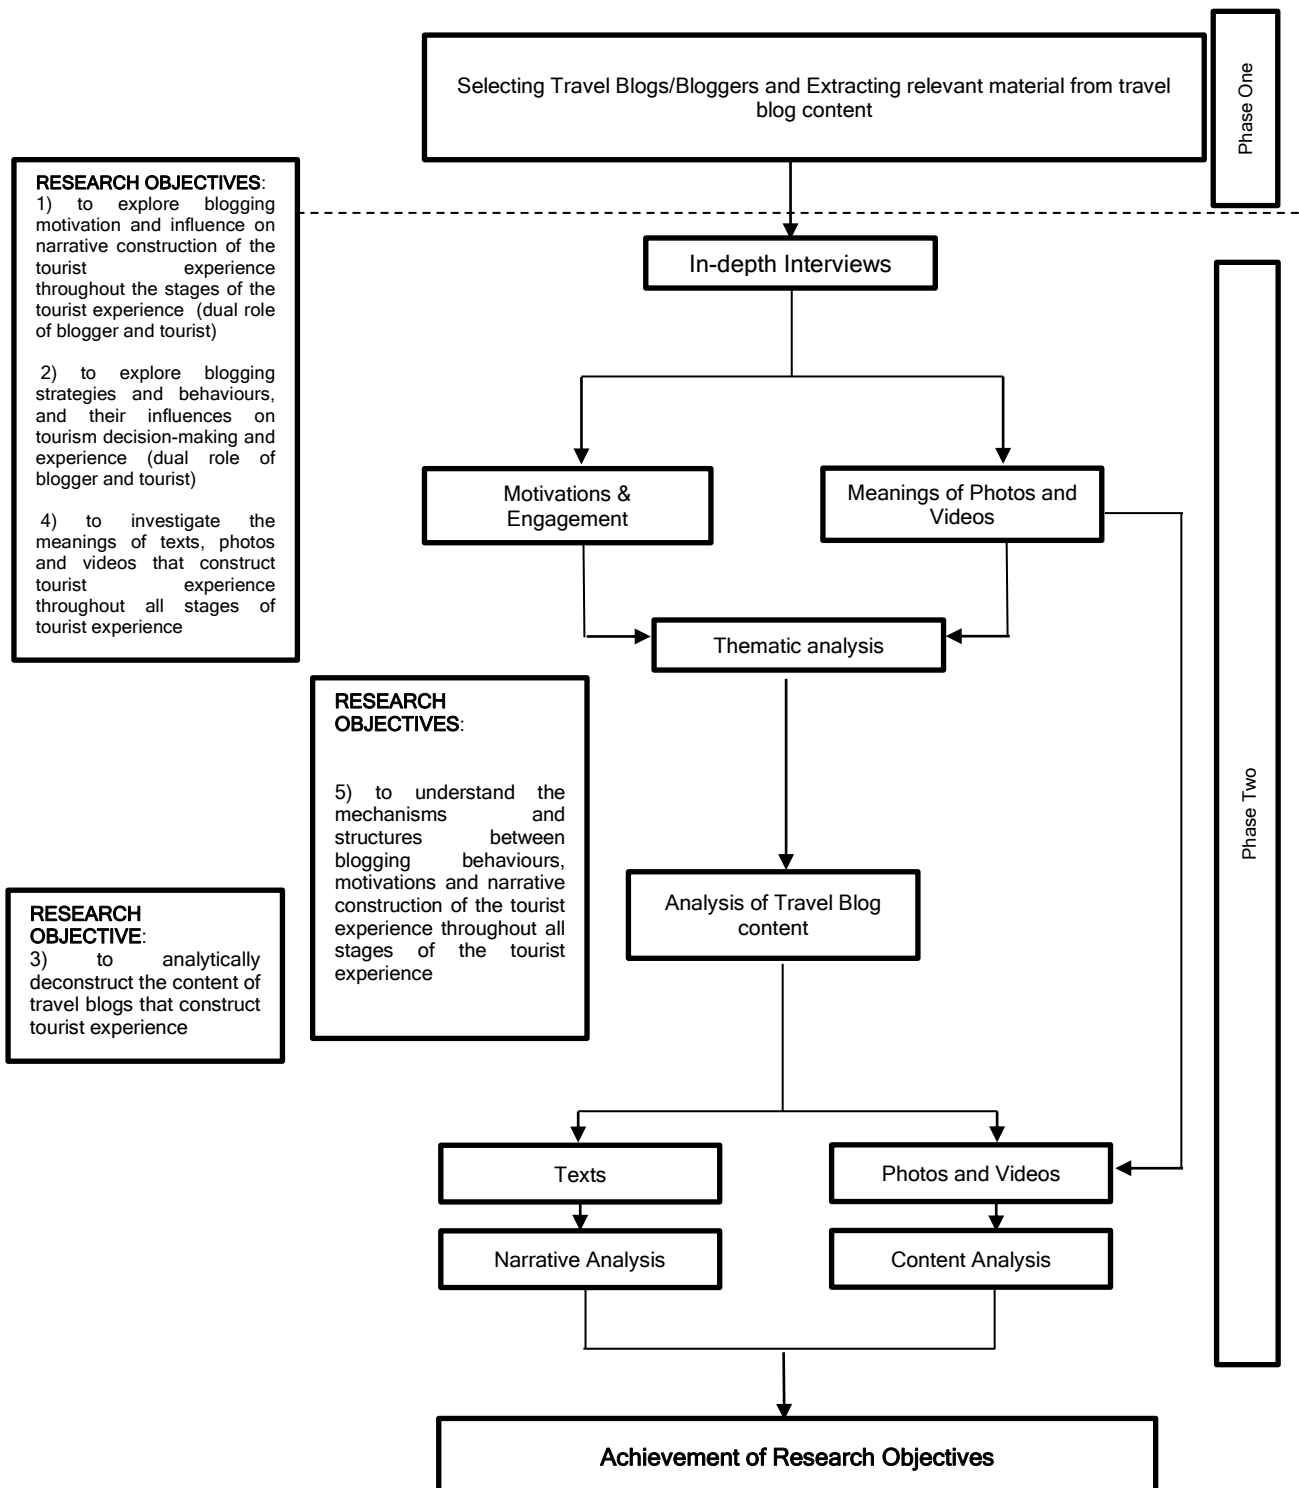 Selecting Travel Blogs/Bloggers and Extracting relevant material from travel
blog content
Phase One
RESEARCH OBJECTIVES:
1) to explore blogging
motivation and influence on
narrative construction of the
tourist experience
throughout the stages of the
tourist experience (dual role
of blogger and tourist)
2) to explore blogging
strategies and behaviours,
and their influences on
tourism decision-making and
experience (dual role of
blogger and tourist)
4) to investigate the
meanings of texts, photos
and videos that construct
tourist experience
throughout all stages of
tourist experience
In-depth Interviews
Motivations &
Engagement
Meanings of Photos and
Videos
Thematic analysis
RESEARCH
OBJECTIVES:
5) to understand the
mechanisms and
structures between
blogging behaviours,
motivations and narrative
construction of the tourist
experience throughout all
stages of the tourist
experience
Phase Two
Analysis of Travel Blog
content
RESEARCH
OBJECTIVE:
3) to analytically
deconstruct the content of
travel blogs that construct
tourist experience
Texts
Photos and Videos
Narrative Analysis
Content Analysis
Achievement of Research Objectives